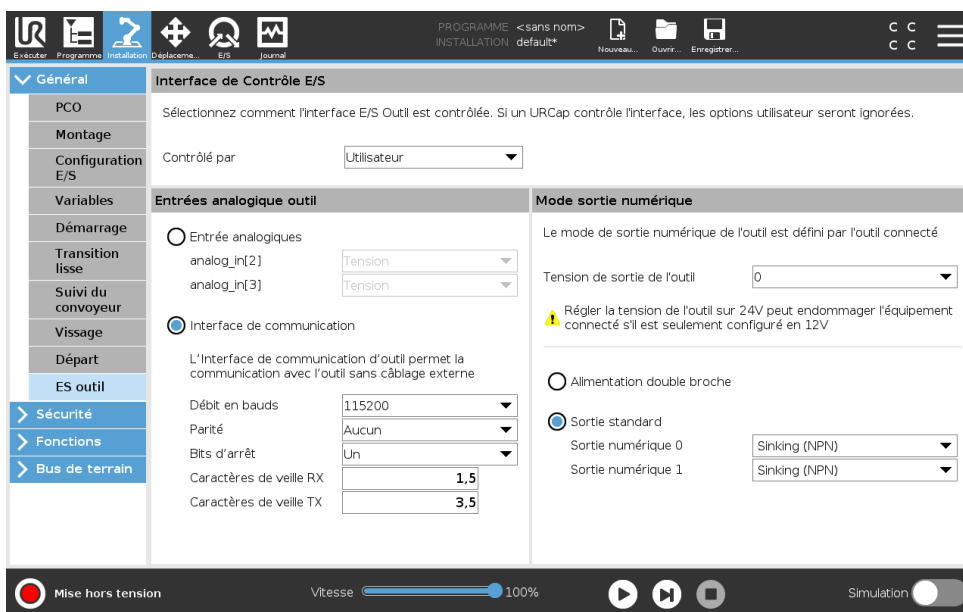 PROGRAMME <sans nom>
INSTALLATION default*
Exécuter Programme Installation Déplaceme... E/S Journal
Nouveau... Ouvrir... Enregistrer...
C C
C C
Général
PCO
Montage
Configuration
E/S
Variables
Démarrage
Transition
lisse
Suivi du
convoyeur
Vissage
Départ
ES outil
Sécurité
Fonctions
Bus de terrain
Interface de Contrôle E/S
Sélectionnez comment l'interface E/S Outil est contrôlée. Si un URCap contrôle l'interface, les options utilisateur seront ignorées.
Contrôlé par Utilisateur
Entrées analogique outil
Entrée analogiques
analog_in[2] Tension
analog_in[3] Tension
Interface de communication
L'Interface de communication d'outil permet la
communication avec l'outil sans câblage externe
Débit en bauds 115200
Parité Aucun
Bits d'arrêt Un
Caractères de veille RX 1,5
Caractères de veille TX 3,5
Mode sortie numérique
Le mode de sortie numérique de l'outil est défini par l'outil connecté
Tension de sortie de l'outil 0
Régler la tension de l'outil sur 24V peut endommager l'équipement
connecté s'il est seulement configuré en 12V
Alimentation double broche
Sortie standard
Sortie numérique 0 Sinking (NPN)
Sortie numérique 1 Sinking (NPN)
Mise hors tension
Vitesse 100%
Simulation